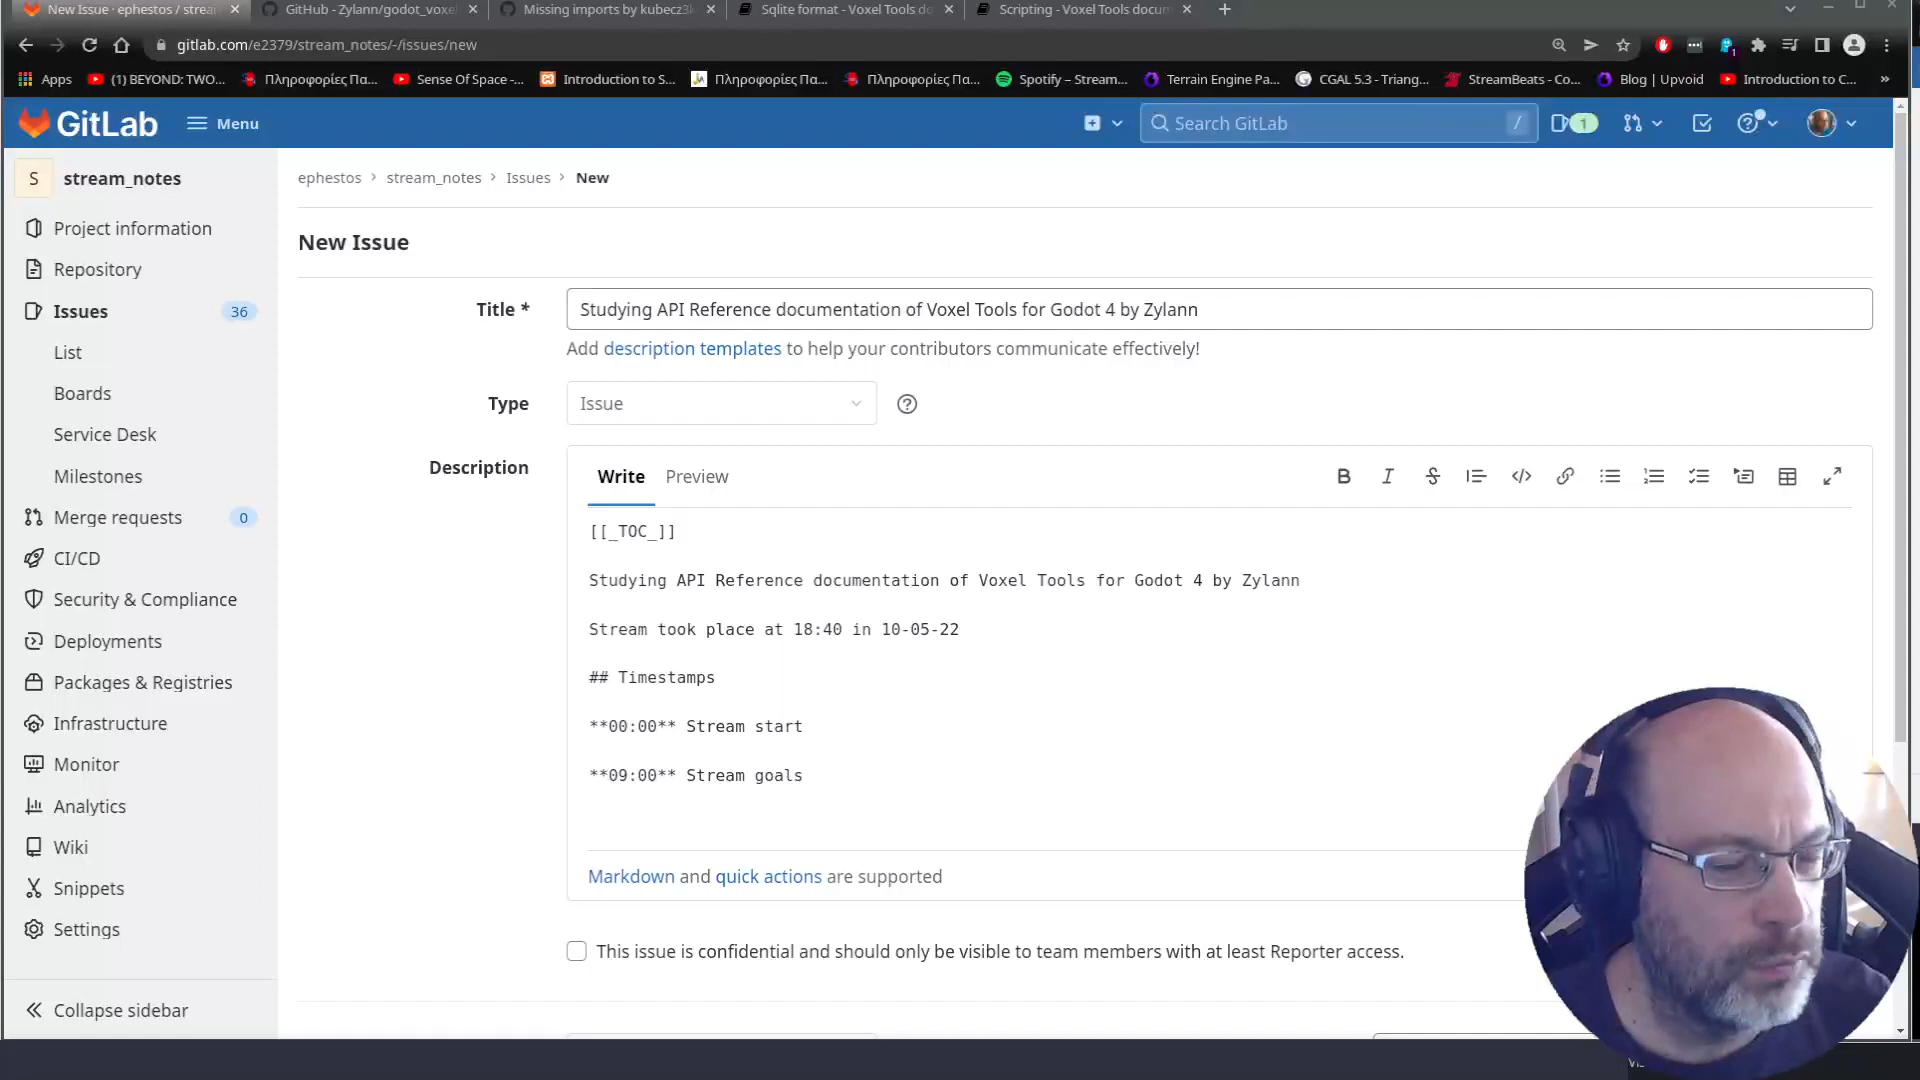 New Issue · ephestos / strea
GitHub - Zylann/godot_voxel
Missing imports by kubecz3k
Sqlite format - Voxel Tools do
Scripting - Voxel Tools docum
gitlab.com/e2379/stream_notes/-/issues/new
Apps
(1) BEYOND: TWO...
Πληροφορίες Πα...
Sense Of Space -...
Introduction to S...
Πληροφορίες Πα...
Πληροφορίες Πα...
Spotify – Stream...
Terrain Engine Pa...
CGAL 5.3 - Triang...
StreamBeats - Co...
Blog | Upvoid
Introduction to C...
»
GitLab
Menu
Search GitLab
/
1
S
stream_notes
Project information
Repository
Issues 36
List
Boards
Service Desk
Milestones
Merge requests 0
CI/CD
Security & Compliance
Deployments
Packages & Registries
Infrastructure
Monitor
Analytics
Wiki
Snippets
Settings
Collapse sidebar
ephestos > stream_notes > Issues > New
New Issue
Title *
Studying API Reference documentation of Voxel Tools for Godot 4 by Zylann
Add description templates to help your contributors communicate effectively!
Type
Issue
Description
Write
Preview
[[_TOC_]]
Studying API Reference documentation of Voxel Tools for Godot 4 by Zylann
Stream took place at 18:40 in 10-05-22
## Timestamps
**00:00** Stream start
**09:00** Stream goals
Markdown and quick actions are supported
This issue is confidential and should only be visible to team members with at least Reporter access.